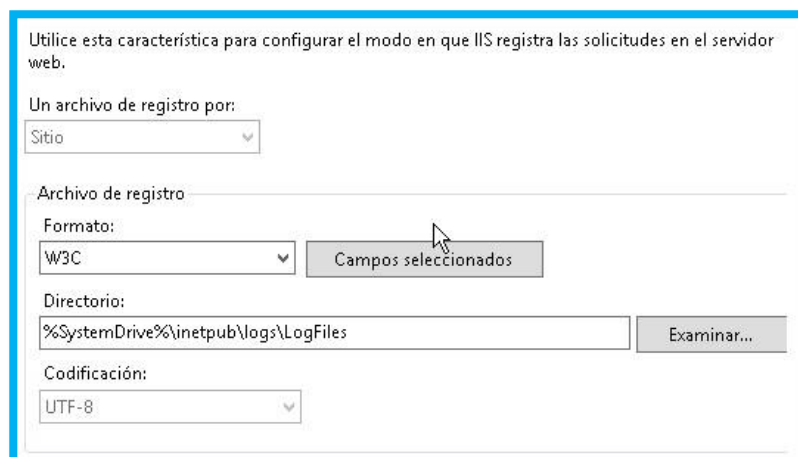 Utilice esta característica para configurar el modo en que IIS registra las solicitudes en el servidor
web.
Un archivo de registro por:
Sitio
Archivo de registro
Formato:
W3C
Campos seleccionados
Directorio:
%SystemDrive%\inetpub\logs\LogFiles
Examinar...
Codificación:
UTF-8